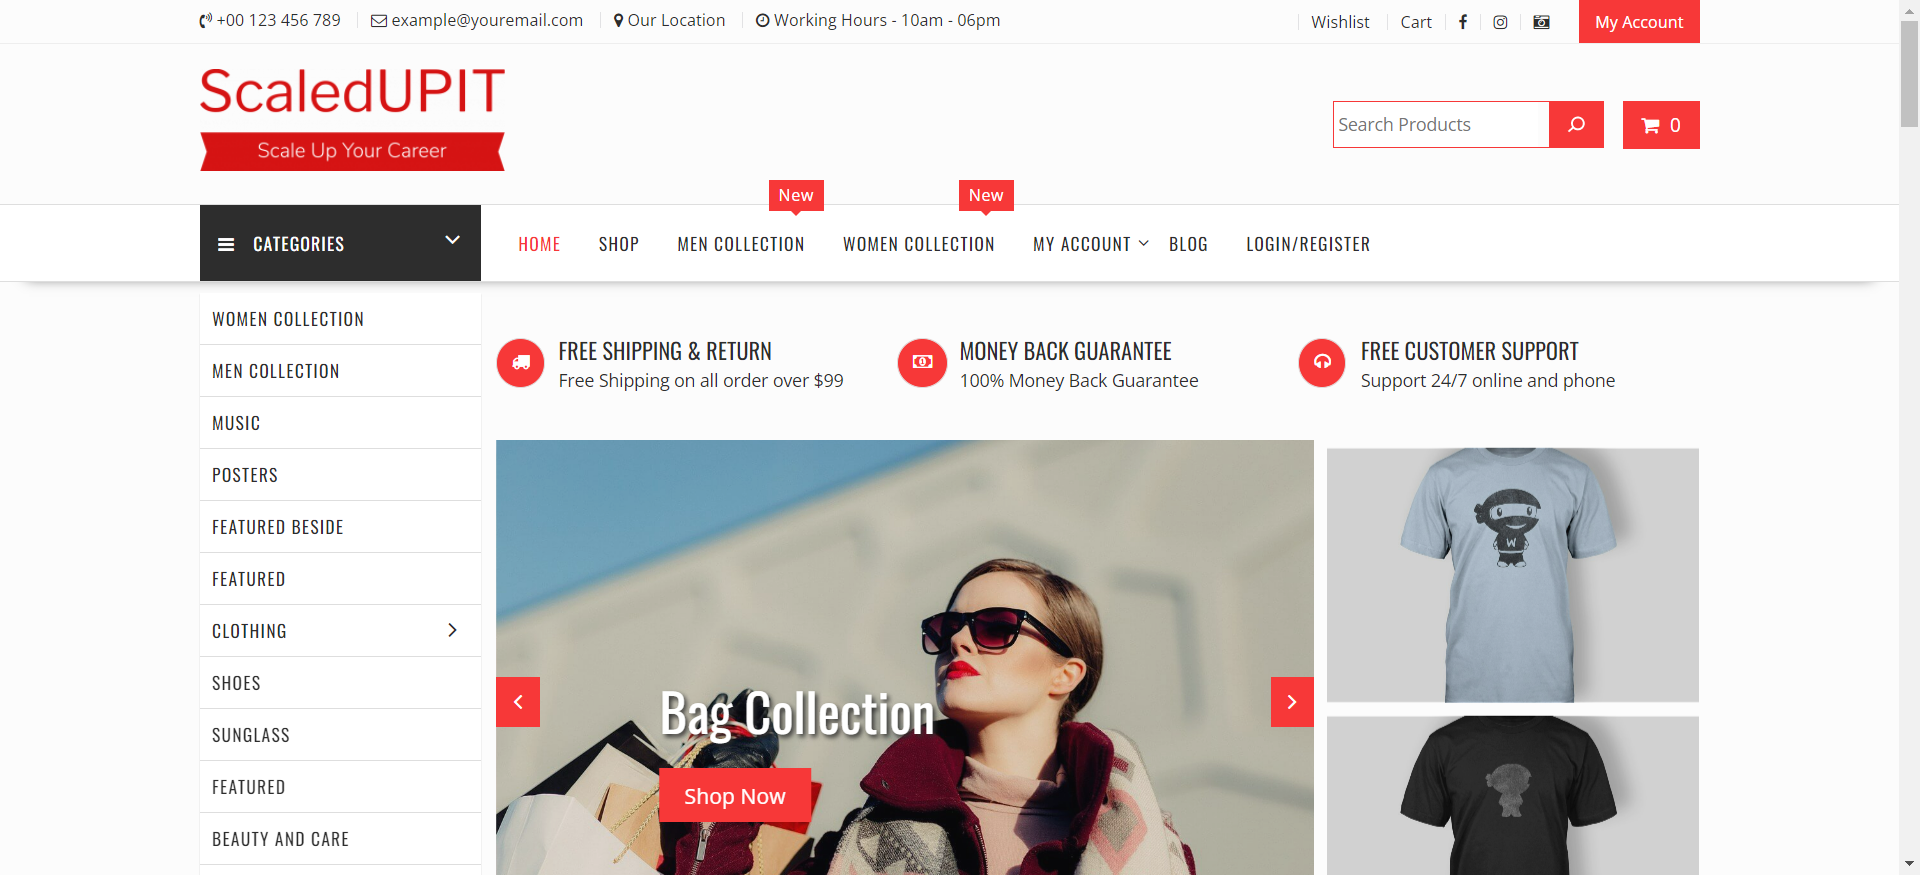 +00 123 456 789 example@youremail.com Our Location Working Hours - 10am - 06pm Wishlist Cart My Account
ScaledUPIT
Scale Up Your Career
Search Products 0
New New
CATEGORIES HOME SHOP MEN COLLECTION WOMEN COLLECTION MY ACCOUNT BLOG LOGIN/REGISTER
WOMEN COLLECTION
MEN COLLECTION
MUSIC
POSTERS
FEATURED BESIDE
FEATURED
CLOTHING
SHOES
SUNGLASS
FEATURED
BEAUTY AND CARE
FREE SHIPPING & RETURN
Free Shipping on all order over $99
MONEY BACK GUARANTEE
100% Money Back Guarantee
FREE CUSTOMER SUPPORT
Support 24/7 online and phone
Bag Collection
Shop Now
W